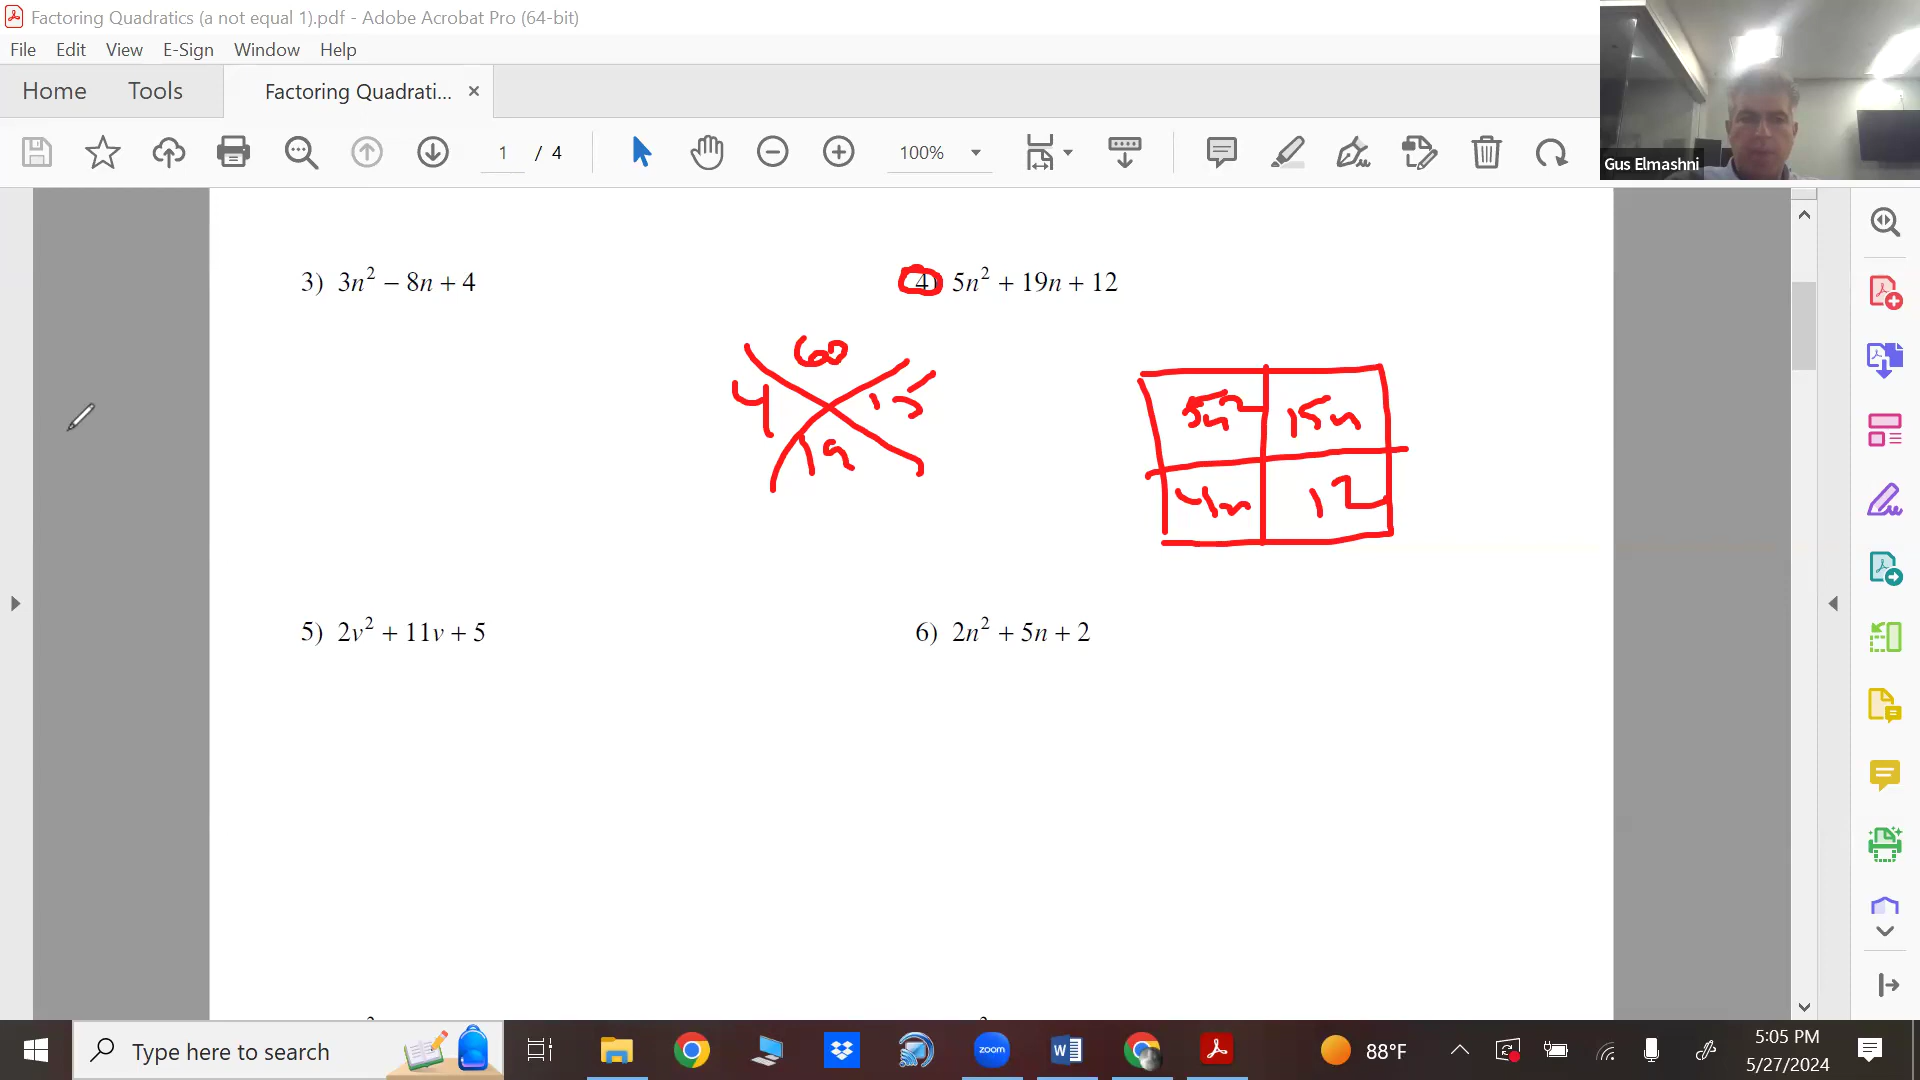 Factoring Quadratics (a not equal 1).pdf - Adobe Acrobat Pro (64-bit)
File Edit View E-Sign Window Help
Home Tools Factoring Quadrati... ×
1 / 4 100%
Gus Elmashni
3) 3n² − 8n + 4
4) 5n² + 19n + 12
60
4 15
19
5n² 15n
4n 12
5) 2v² + 11v + 5
6) 2n² + 5n + 2
2 2
Type here to search
zoom
88°F
5:05 PM
5/27/2024